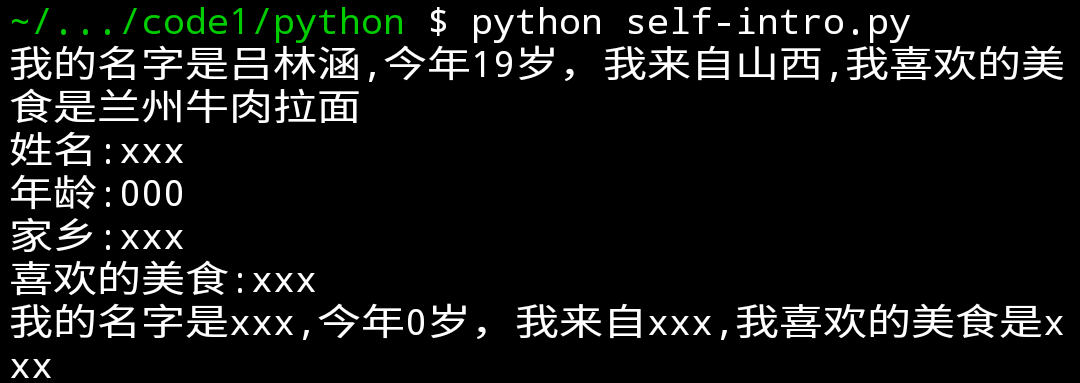 ~/.../code1/python $ python self-intro.py
我的名字是吕林涵,今年19岁，我来自山西,我喜欢的美
食是兰州牛肉拉面
姓名:xxx
年龄:000
家乡:xxx
喜欢的美食:xxx
我的名字是xxx,今年0岁，我来自xxx,我喜欢的美食是x
xx